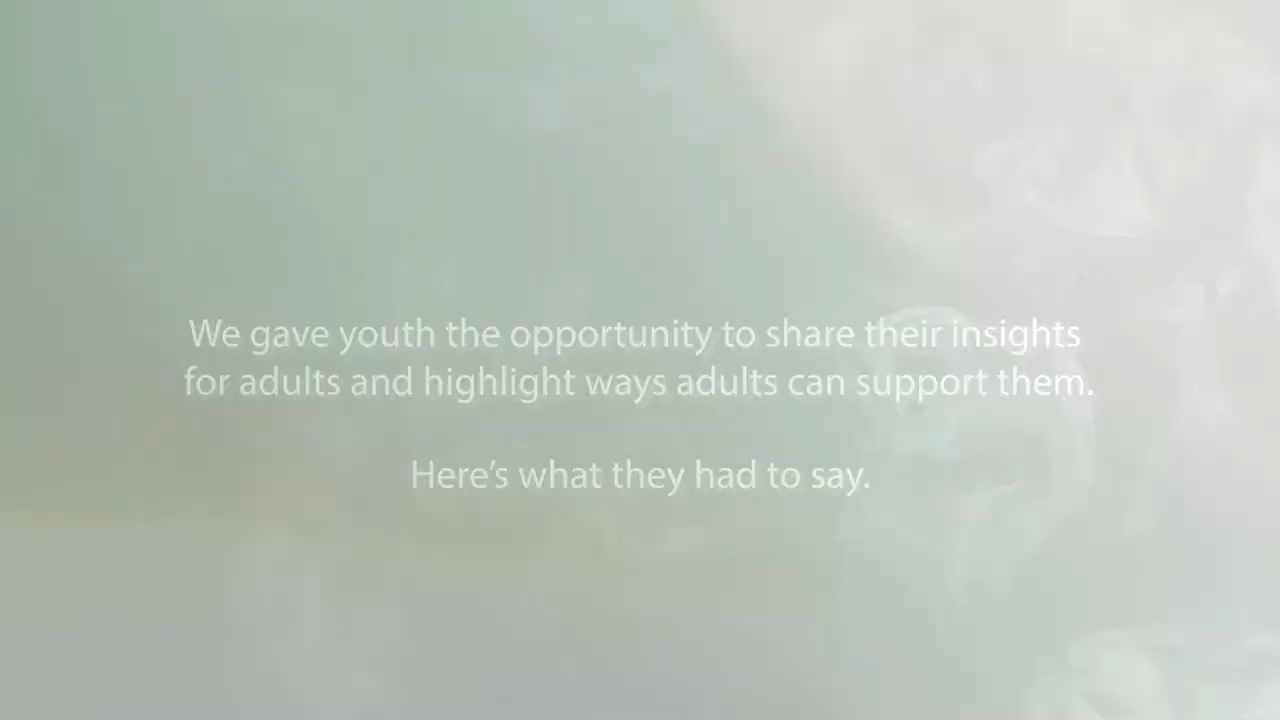 We gave youth the opportunity to share their insights
for adults and highlight ways adults can support them.
Here’s what they had to say.